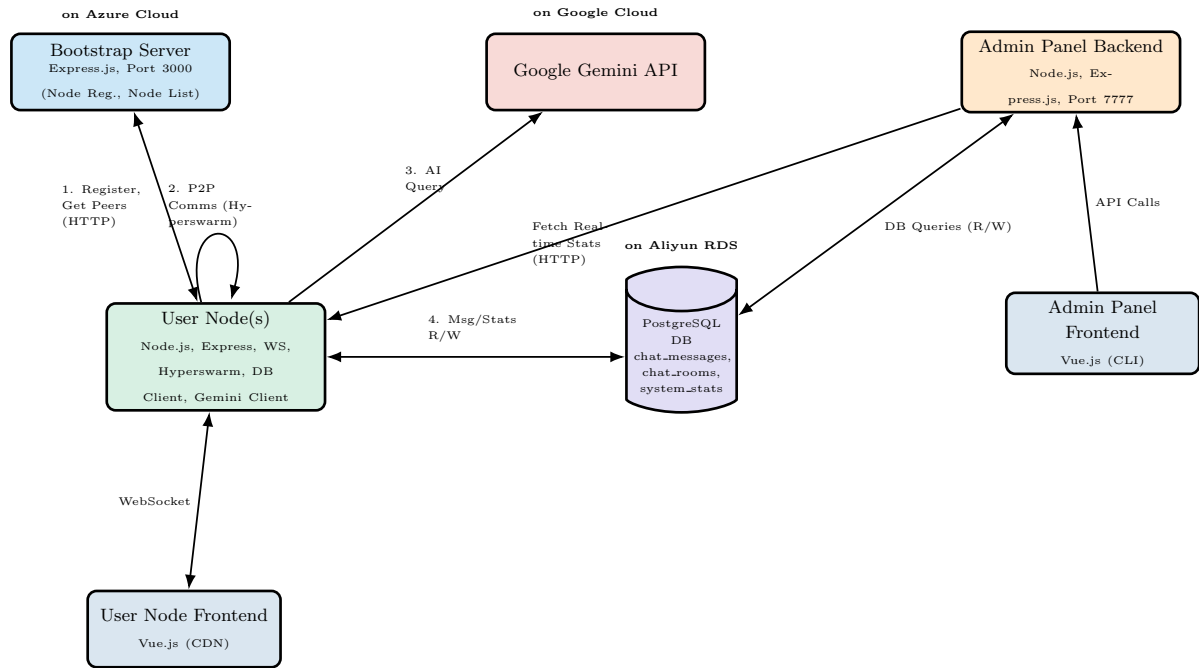 on Azure Cloud
Bootstrap Server
Express.js, Port 3000
(Node Reg., Node List)
on Google Cloud
Google Gemini API
Admin Panel Backend
Node.js, Ex-
press.js, Port 7777
1. Register,
Get Peers
(HTTP)
2. P2P
Comms (Hy-
perswarm)
3. AI
Query
Fetch Real-
time Stats
(HTTP)
DB Queries (R/W)
API Calls
on Aliyun RDS
PostgreSQL
DB
chat_messages,
chat_rooms,
system_stats
User Node(s)
Node.js, Express, WS,
Hyperswarm, DB
Client, Gemini Client
4. Msg/Stats
R/W
Admin Panel
Frontend
Vue.js (CLI)
WebSocket
User Node Frontend
Vue.js (CDN)